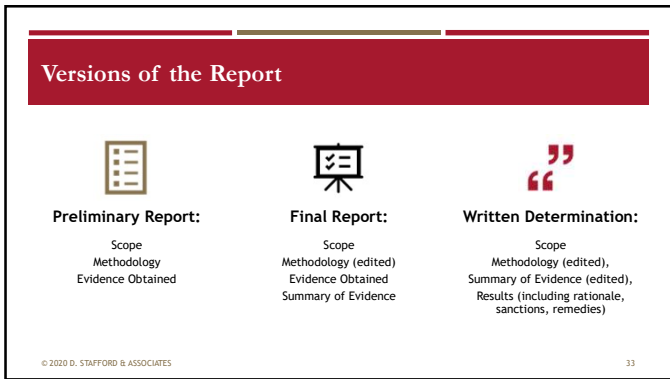 Versions of the Report
Preliminary Report:
Scope
Methodology
Evidence Obtained
Final Report:
Scope
Methodology (edited)
Evidence Obtained
Summary of Evidence
Written Determination:
Scope
Methodology (edited),
Summary of Evidence (edited),
Results (including rationale,
sanctions, remedies)
© 2020 D. STAFFORD & ASSOCIATES
33